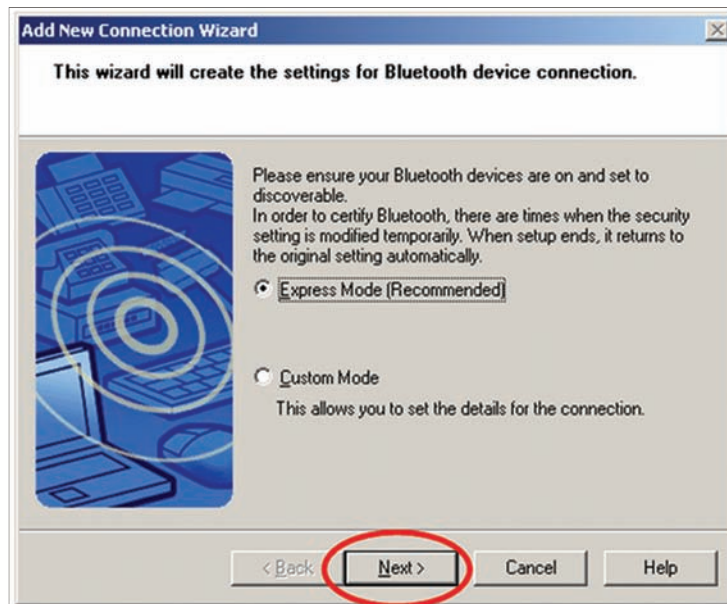 Add New Connection Wizard
This wizard will create the settings for Bluetooth device connection.
Please ensure your Bluetooth devices are on and set to
discoverable.
In order to certify Bluetooth, there are times when the security
setting is modified temporarily. When setup ends, it returns to
the original setting automatically.
Express Mode (Recommended)
Custom Mode
This allows you to set the details for the connection.
< Back Next > Cancel Help